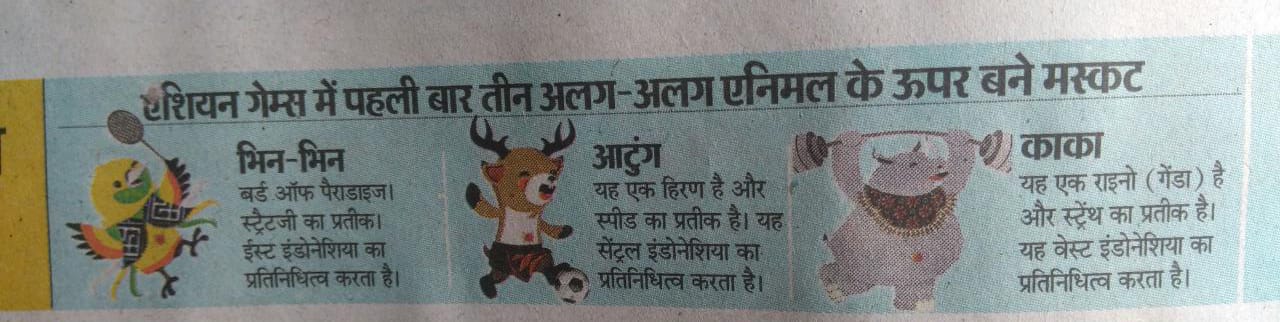 एशियन गेम्स में पहली बार तीन अलग-अलग एनिमल के ऊपर बने मस्कट
भिन-भिन
बर्ड ऑफ पैराडाइज।
स्ट्रैटजी का प्रतीक।
ईस्ट इंडोनेशिया का
प्रतिनिधित्व करता है।
आटुंग
यह एक हिरण है और
स्पीड का प्रतीक है। यह
सेंट्रल इंडोनेशिया का
प्रतिनिधित्व करता है।
काका
यह एक राइनो (गेंडा) है
और स्ट्रेंथ का प्रतीक है।
यह वेस्ट इंडोनेशिया का
प्रतिनिधित्व करता है।